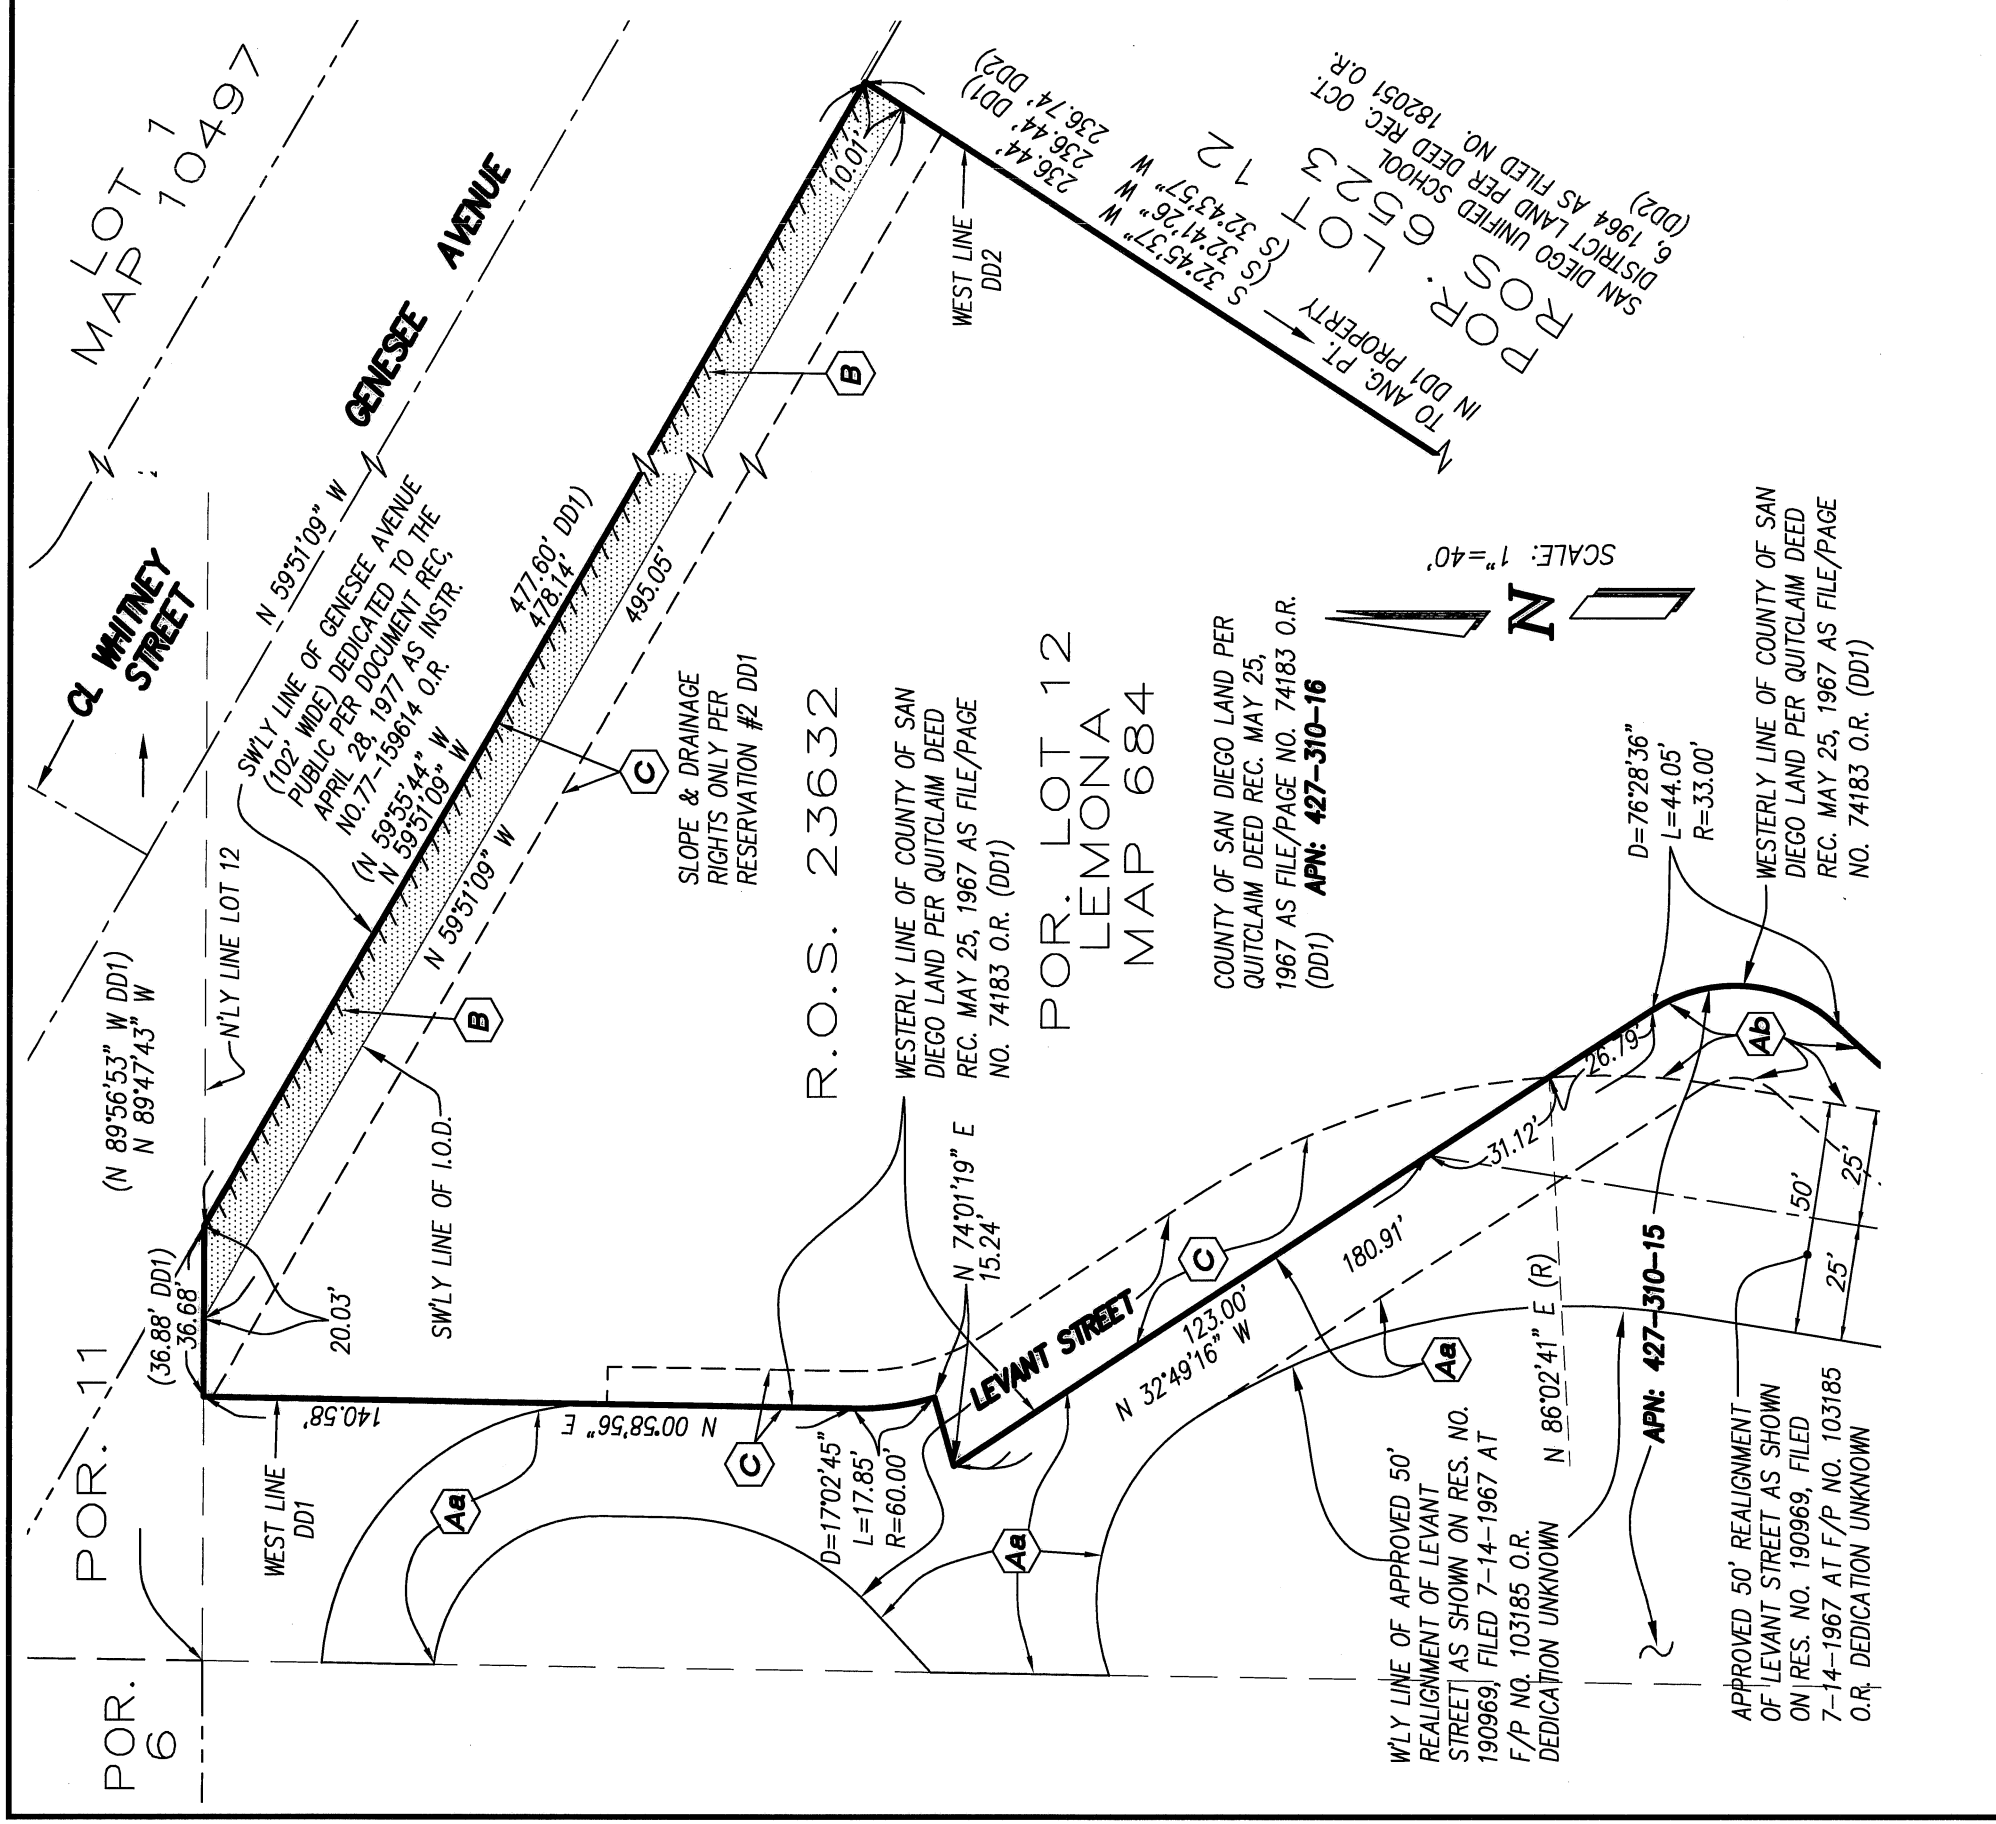 LOT 1
MAP 10497
CL WHITNEY
STREET
GENESEE AVENUE
N 59°51'09" W
SW'LY LINE OF GENESEE AVENUE
(102' WIDE) DEDICATED TO THE
PUBLIC PER DOCUMENT REC,
APRIL 28, 1977 AS INSTR.
NO.77-159614 O.R.
(N 59°55'44" W
N 59°51'09" W
477.60' DD1)
478.14'
495.05'
N 59°51'09" W
10.01'
B
WEST LINE
DD2
236.44'
236.44' DD1)
236.74' DD2)
S 32°45'37" W
(S 32°41'26" W
(S 32°43'57" W
TO ANG. PT.
IN DD1 PROPERTY
POR. LOT 12
ROS 6523
SAN DIEGO UNIFIED SCHOOL
DISTRICT LAND PER DEED REC. OCT.
6, 1964 AS FILED NO. 182051 O.R.
(DD2)
(N 89°56'53" W DD1)
N 89°47'43" W
N'LY LINE LOT 12
(36.88' DD1)
36.68'
20.03'
SW'LY LINE OF I.O.D.
B
C
SLOPE & DRAINAGE
RIGHTS ONLY PER
RESERVATION #2 DD1
R.O.S. 23632
WESTERLY LINE OF COUNTY OF SAN
DIEGO LAND PER QUITCLAIM DEED
REC. MAY 25, 1967 AS FILE/PAGE
NO. 74183 O.R. (DD1)
POR. LOT 12
LEMONA
MAP 684
COUNTY OF SAN DIEGO LAND PER
QUITCLAIM DEED REC. MAY 25,
1967 AS FILE/PAGE NO. 74183 O.R.
(DD1) APN: 427-310-16
N
SCALE: 1"=40'
D=76°28'36"
L=44.05'
R=33.00'
WESTERLY LINE OF COUNTY OF SAN
DIEGO LAND PER QUITCLAIM DEED
REC. MAY 25, 1967 AS FILE/PAGE
NO. 74183 O.R. (DD1)
POR. 11
POR.
6
WEST LINE
DD1
140.58'
N 00°58'56" E
Aa
C
D=17°02'45"
L=17.85'
R=60.00'
N 74°01'19" E
15.24'
LEVANT STREET
123.00'
N 32°49'16" W
180.91'
C
Aa
Aa
31.12'
26.79'
Ab
N 86°02'41" E (R)
APN: 427-310-15
50'
25'
25'
W'LY LINE OF APPROVED 50'
REALIGNMENT OF LEVANT
STREET AS SHOWN ON RES. NO.
190969, FILED 7-14-1967 AT
F/P NO. 103185 O.R.
DEDICATION UNKNOWN
APPROVED 50' REALIGNMENT
OF LEVANT STREET AS SHOWN
ON RES. NO. 190969, FILED
7-14-1967 AT F/P NO. 103185
O.R. DEDICATION UNKNOWN